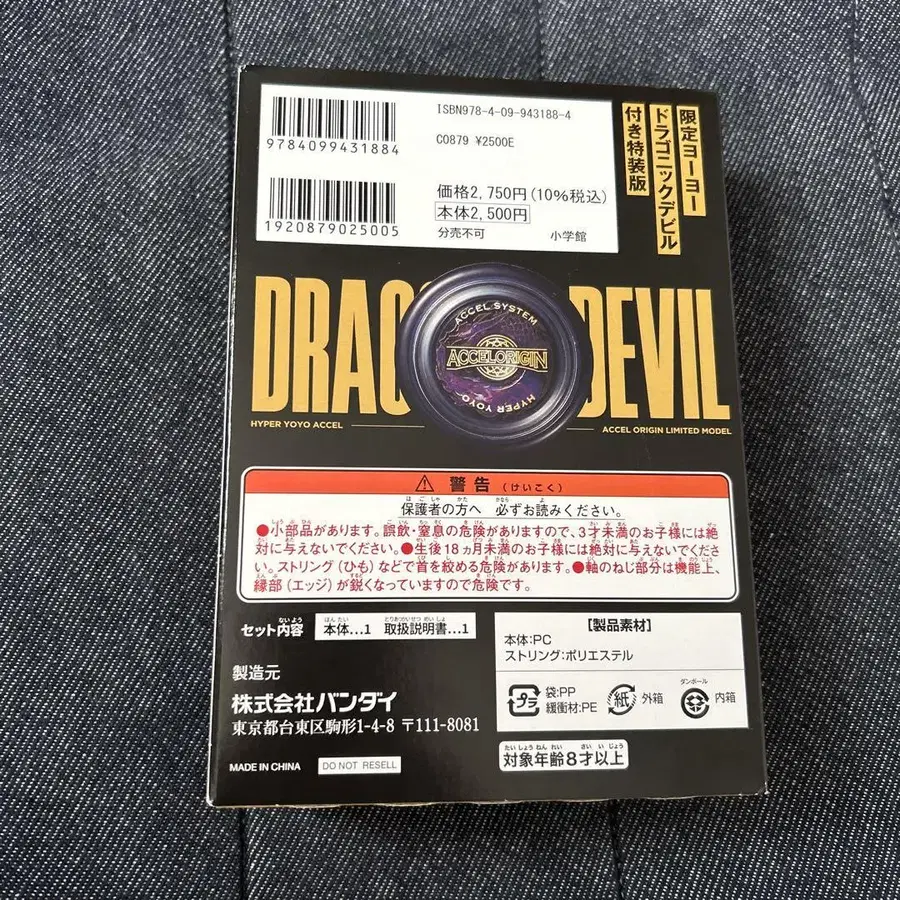 ISBN978-4-09-943188-4
9784099431884
C0879 ¥2500E
1920879025005
価格2,750円(10%税込)
本体2,500円
分売不可 小学館
限定ヨーヨー
ドラゴニックデビル
付き特装版
DRAG DEVIL
ACCEL SYSTEM
ACCELORIGIN
HYPER YOYO
HYPER YOYO ACCEL
ACCEL ORIGIN LIMITED MODEL
⚠ 警告 (けいこく)
保護者の方へ 必ずお読みください。
●小部品があります。誤飲・窒息の危険がありますので、3才未満のお子様には絶
対に与えないでください。●生後18ヵ月未満のお子様には絶対に与えないでくださ
い。ストリング(ひも)などで首を絞める危険があります。●軸のねじ部分は機能上、
縁部(エッジ)が鋭くなっていますので危険です。
セット内容 本体…1 取扱説明書…1
製造元
株式会社バンダイ
東京都台東区駒形1-4-8 〒111-8081
MADE IN CHINA DO NOT RESELL
【製品素材】
本体:PC
ストリング:ポリエステル
プラ 袋:PP
緩衝材:PE
紙 外箱
ダンボール
内箱
対象年齢8才以上